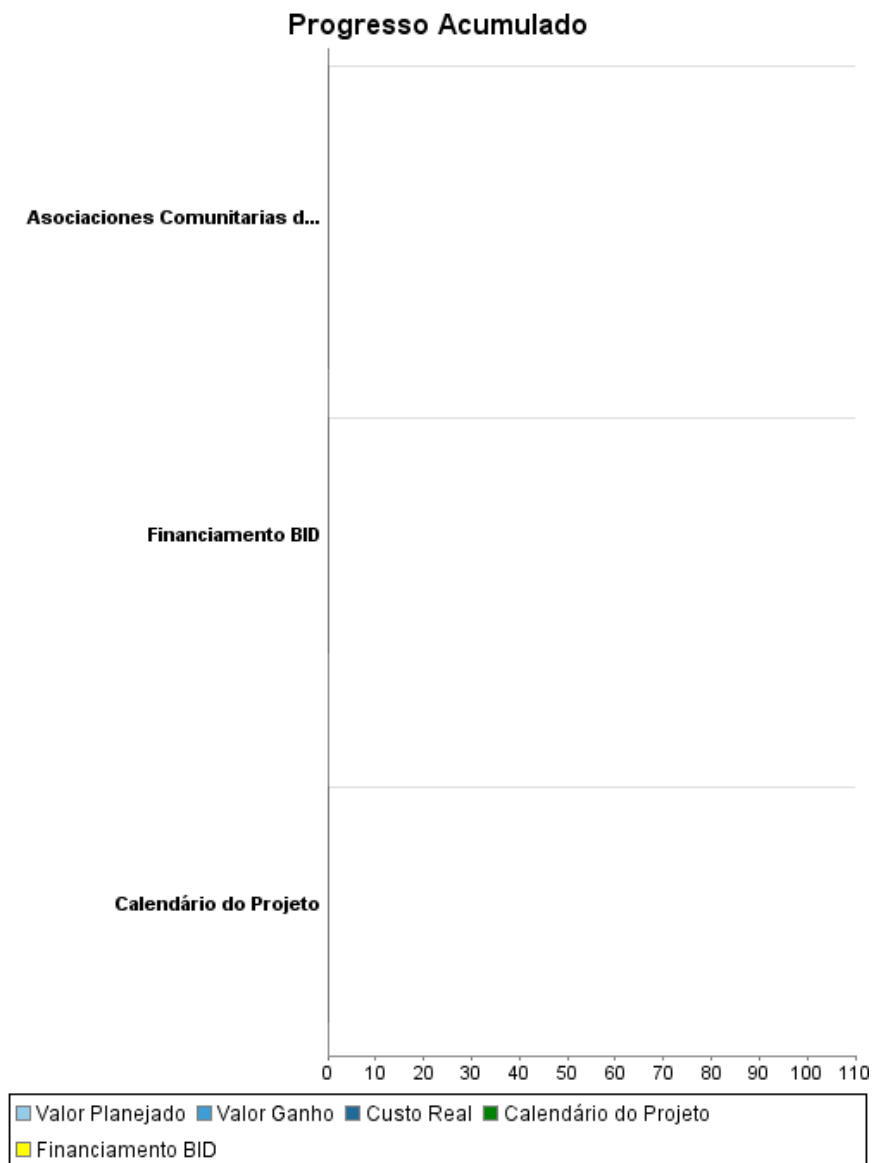 Progresso Acumulado
Asociaciones Comunitarias d...
Financiamento BID
Calendário do Projeto
0 10 20 30 40 50 60 70 80 90 100 110
Valor Planejado Valor Ganho Custo Real Calendário do Projeto
Financiamento BID